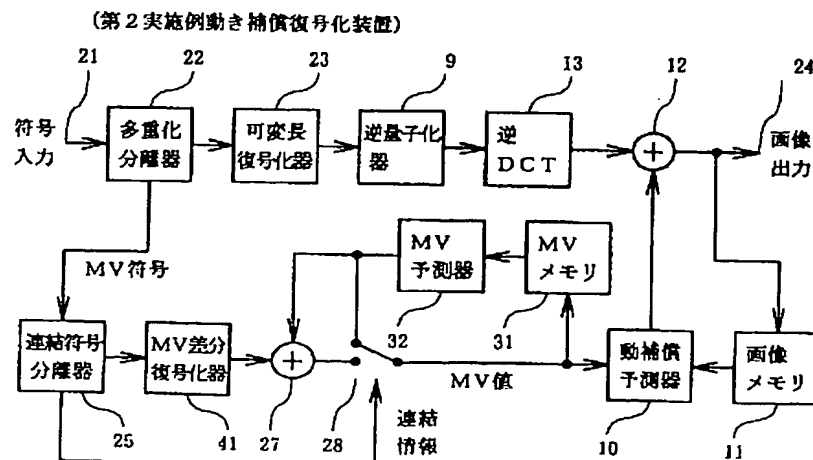 (第2実施例動き補償復号化装置)
21
22
23
9
13
12
24
符号
入力
多重化
分離器
可変長
復号化器
逆量子化
器
逆
DCT
画像
出力
MV符号
MV
予測器
MV
メモリ
32
31
連結符号
分離器
MV差分
復号化器
MV値
動補償
予測器
画像
メモリ
25
41
27
28
連結
情報
10
11